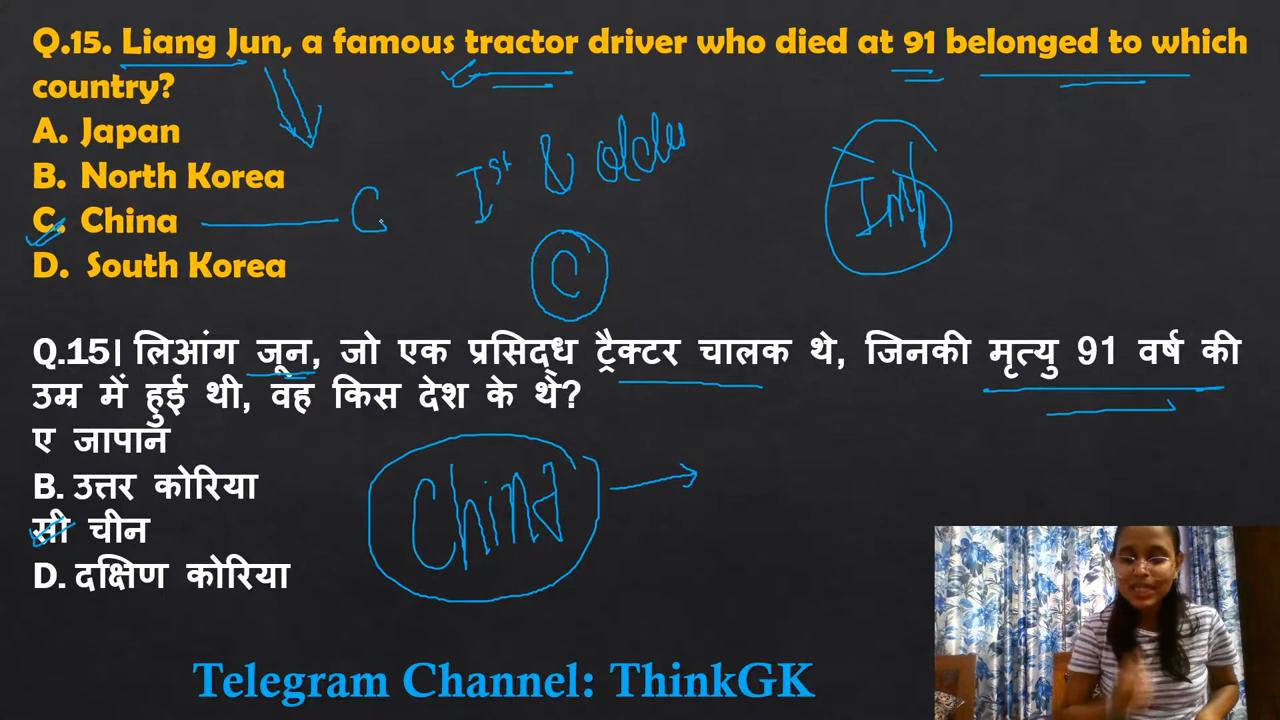 Q.15. Liang Jun, a famous tractor driver who died at 91 belonged to which
country?
A. Japan
B. North Korea
C. China
D. South Korea
C
Ist & older
C
Imp
Q.15| लिआंग जून, जो एक प्रसिद्ध ट्रैक्टर चालक थे, जिनकी मृत्यु 91 वर्ष की
उम्र में हुई थी, वह किस देश के थे?
ए जापान
B. उत्तर कोरिया
सी चीन
D. दक्षिण कोरिया
China
Telegram Channel: ThinkGK